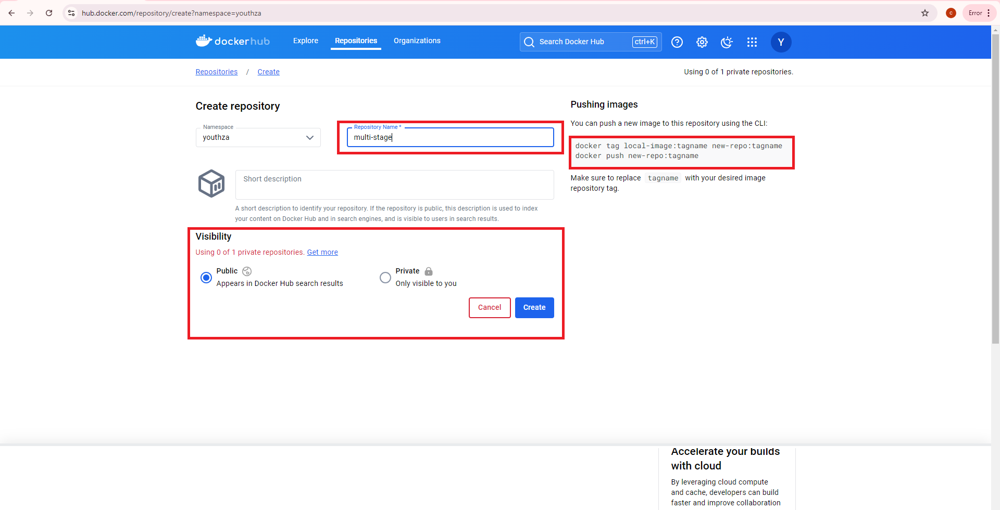 hub.docker.com/repository/create?namespace=youthza
C
Error
dockerhub
Explore
Repositories
Organizations
Search Docker Hub
ctrl+K
Y
Repositories / Create
Using 0 of 1 private repositories.
Create repository
Namespace
youthza
Repository Name *
multi-stage
Short description
A short description to identify your repository. If the repository is public, this description is used to index
your content on Docker Hub and in search engines, and is visible to users in search results.
Visibility
Using 0 of 1 private repositories. Get more
Public
Appears in Docker Hub search results
Private
Only visible to you
Cancel
Create
Pushing images
You can push a new image to this repository using the CLI:
docker tag local-image:tagname new-repo:tagname
docker push new-repo:tagname
Make sure to replace tagname with your desired image
repository tag.
Accelerate your builds
with cloud
By leveraging cloud compute
and cache, developers can build
faster and improve collaboration